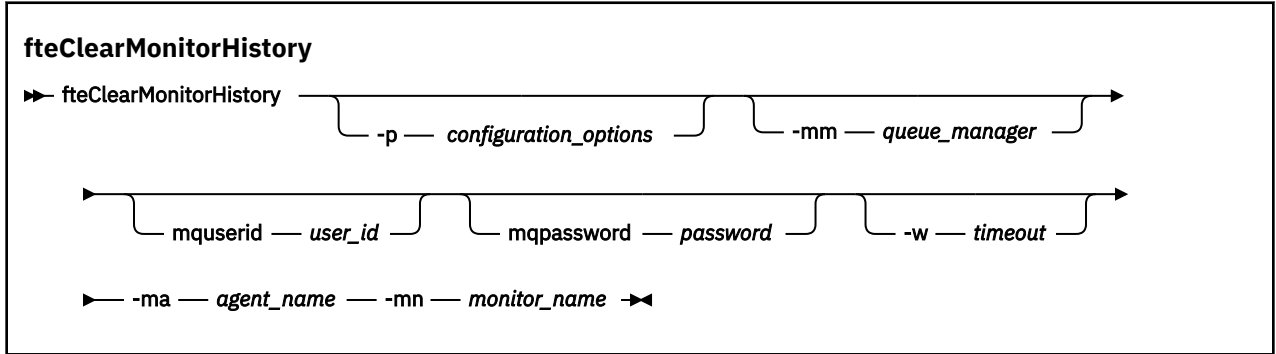 fteClearMonitorHistory
fteClearMonitorHistory
-p configuration_options -mm queue_manager
mquserid user_id mqpassword password -w timeout
-ma agent_name -mn monitor_name